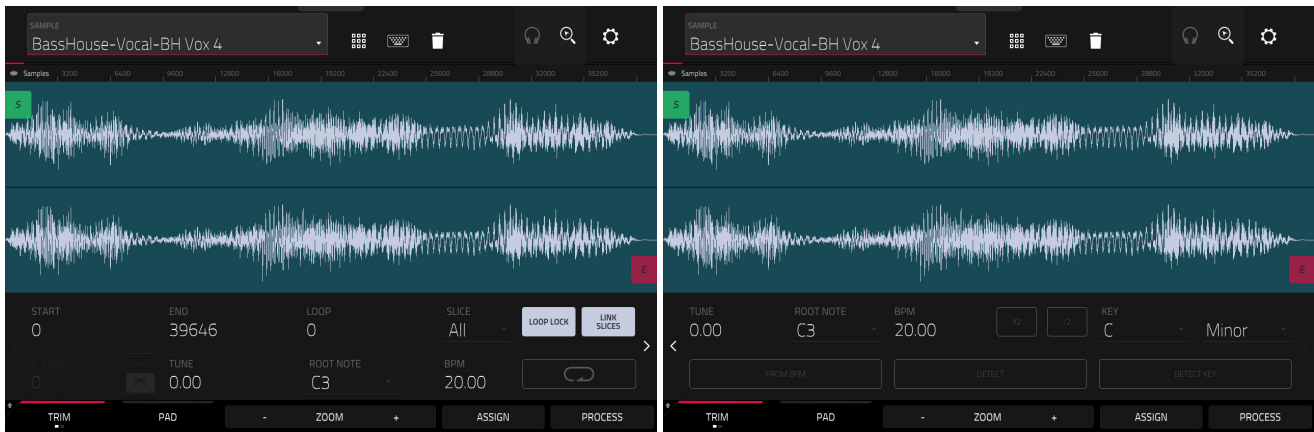 SAMPLE
BassHouse-Vocal-BH Vox 4
Samples 3200 6400 9600 12800 16000 19200 22400 25600 28800 32000 35200
S
E
START END LOOP SLICE
0 39646 0 All LOOP LOCK LINK SLICES
X-FADE TUNE ROOT NOTE BPM
0 0.00 C3 20.00
TRIM PAD - ZOOM + ASSIGN PROCESS
SAMPLE
BassHouse-Vocal-BH Vox 4
Samples 3200 6400 9600 12800 16000 19200 22400 25600 28800 32000 35200
S
E
TUNE ROOT NOTE BPM KEY
0.00 C3 20.00 X2 /2 C Minor
FROM BPM DETECT DETECT KEY
TRIM PAD - ZOOM + ASSIGN PROCESS